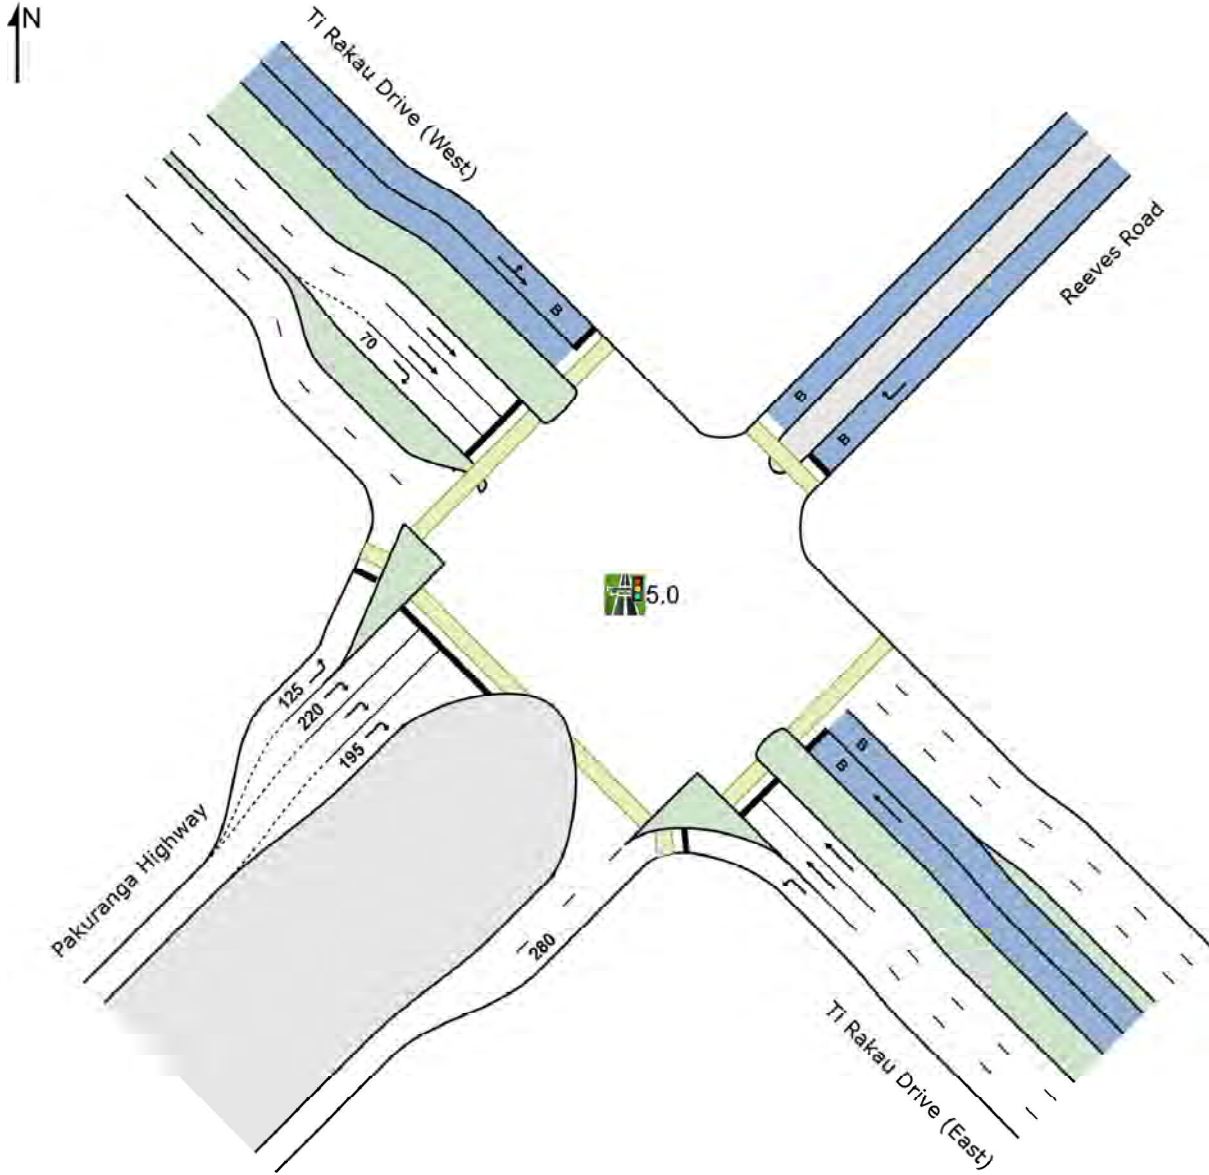 N
Ti Rakau Drive (West)
Reeves Road
B
B
B
70
5,0
125
220
195
B
B
Pakuranga Highway
280
Ti Rakau Drive (East)